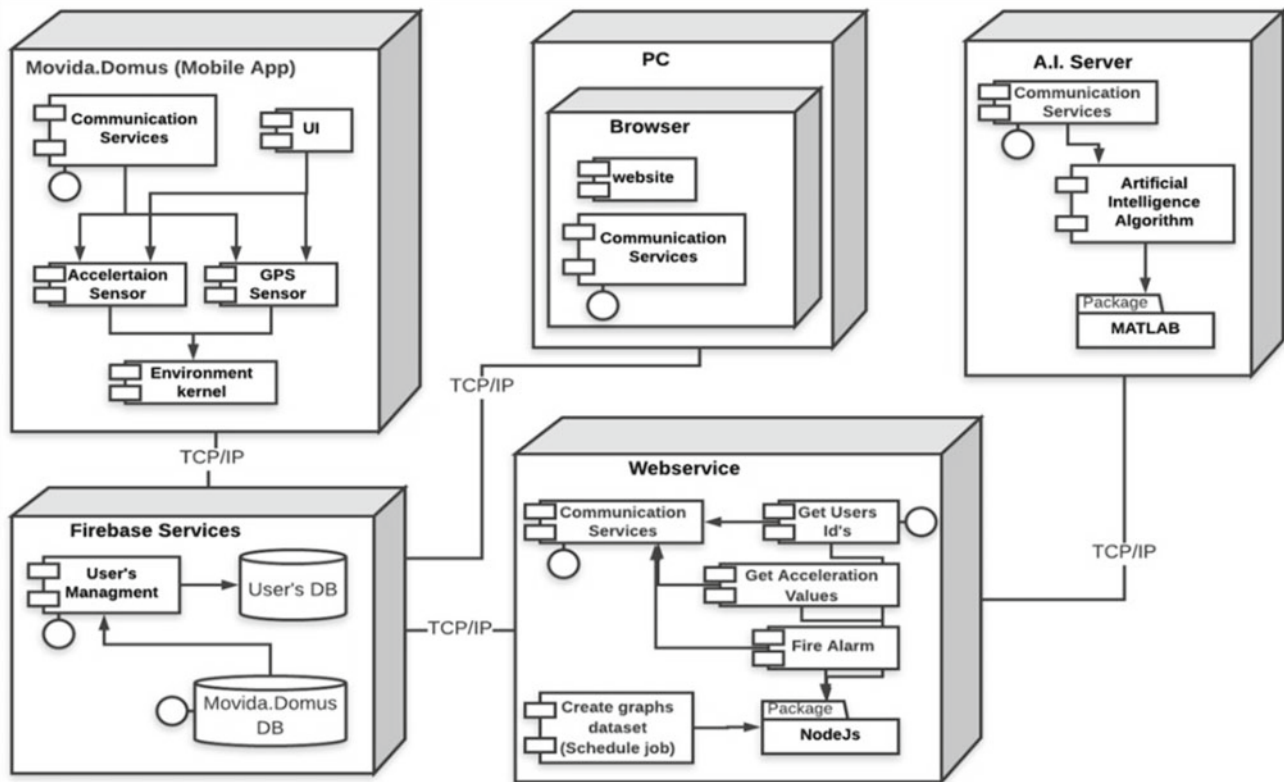 Movida.Domus (Mobile App)
Communication
Services
UI
Accelertaion
Sensor
GPS
Sensor
Environment
kernel
PC
Browser
website
Communication
Services
A.I. Server
Communication
Services
Artificial
Intelligence
Algorithm
Package
MATLAB
TCP/IP
TCP/IP
TCP/IP
TCP/IP
Firebase Services
User's
Managment
User's DB
Movida.Domus
DB
Webservice
Communication
Services
Get Users
Id's
Get Acceleration
Values
Fire Alarm
Create graphs
dataset
(Schedule job)
Package
NodeJs